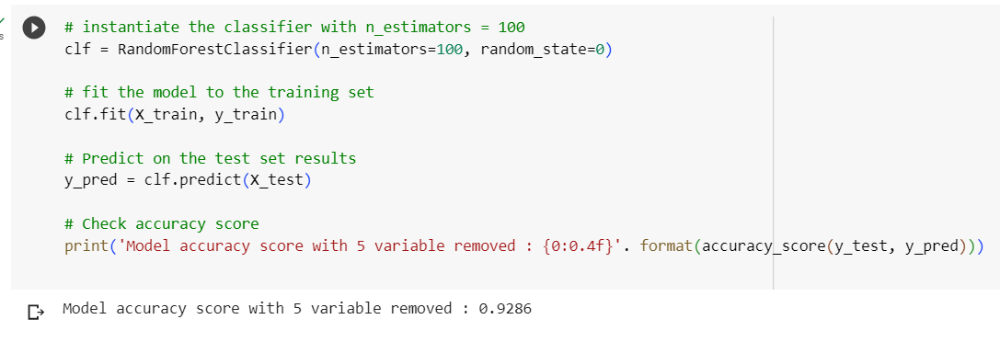 s
# instantiate the classifier with n_estimators = 100
clf = RandomForestClassifier(n_estimators=100, random_state=0)
# fit the model to the training set
clf.fit(X_train, y_train)
# Predict on the test set results
y_pred = clf.predict(X_test)
# Check accuracy score
print('Model accuracy score with 5 variable removed : {0:0.4f}'. format(accuracy_score(y_test, y_pred)))
Model accuracy score with 5 variable removed : 0.9286